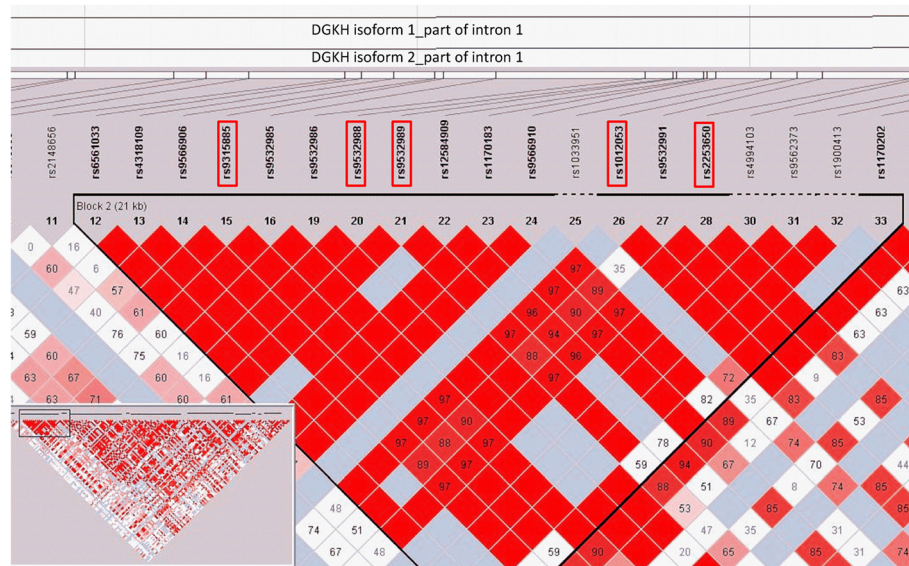 DGKH isoform 1_part of intron 1
DGKH isoform 2_part of intron 1
rs2148656 rs6561033 rs4318109 rs9566906 rs9315885 rs9532985 rs9532986 rs9532988 rs9532989 rs12584909 rs1170183 rs9566910 rs1033951 rs1012053 rs9532991 rs2253650 rs4994103 rs9562373 rs1900413 rs1170202
Block 2 (21 kb)
11 12 13 14 15 16 19 20 21 22 23 24 25 26 27 28 30 31 32 33
0 16
60 6 97 35
47 57 97 89 63
40 61 96 90 97 63
59 76 60 97 94 97 63
60 75 16 88 96 83
63 67 60 16 97 72 9
63 71 60 61 82 35 83 85
97 90 89 67 53
97 88 97 78 90 12 74 85 33
89 97 59 94 67 70 44
97 88 51 8 74 85
48 53 85
74 51 47 35 31
67 48 59 90 20 65 85 31 74